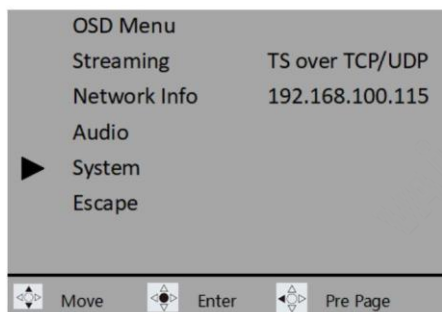 OSD Menu
Streaming TS over TCP/UDP
Network Info 192.168.100.115
Audio
System
Escape
Move Enter Pre Page